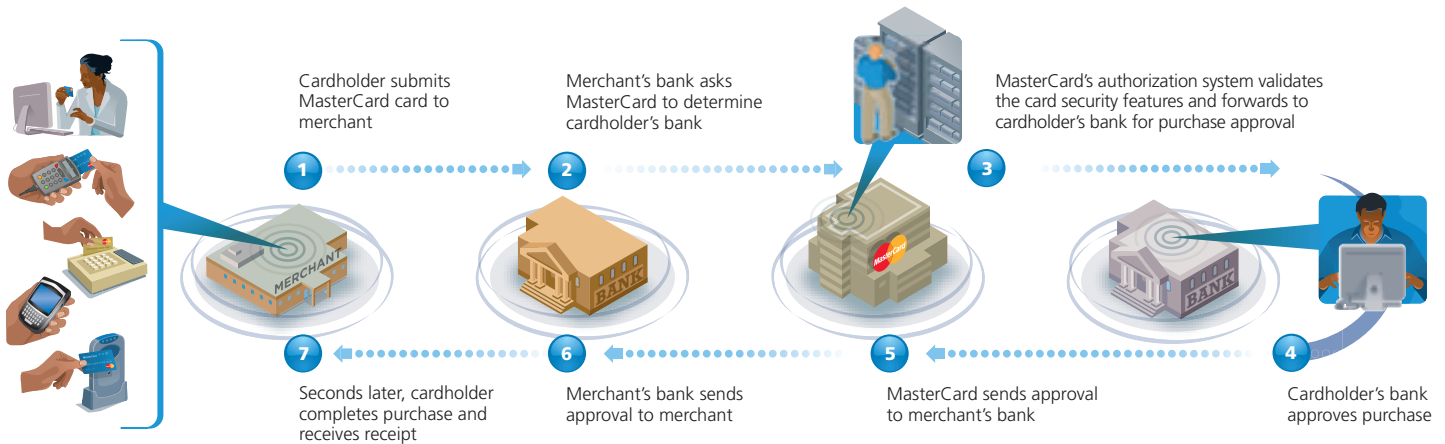 Cardholder submits
MasterCard card to
merchant
Merchant's bank asks
MasterCard to determine
cardholder's bank
MasterCard's authorization system validates
the card security features and forwards to
cardholder's bank for purchase approval
1
2
3
MERCHANT
BANK
MasterCard
BANK
7
6
5
4
Seconds later, cardholder
completes purchase and
receives receipt
Merchant's bank sends
approval to merchant
MasterCard sends approval
to merchant's bank
Cardholder's bank
approves purchase